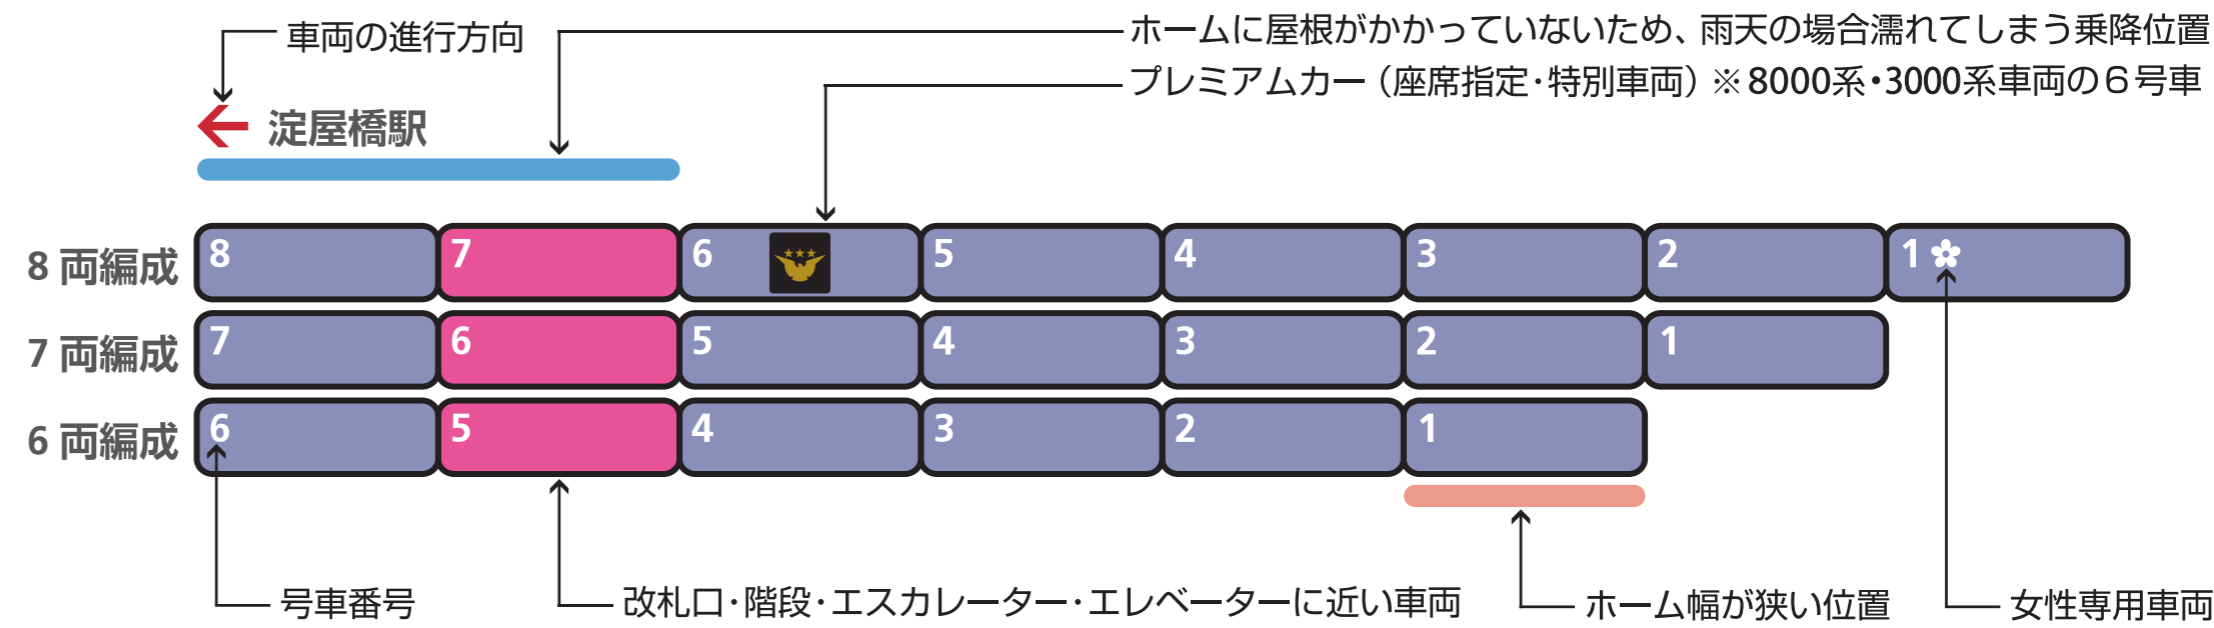 車両の進行方向
ホームに屋根がかかっていないため、雨天の場合濡れてしまう乗降位置
プレミアムカー（座席指定・特別車両）※8000系・3000系車両の６号車
淀屋橋駅
8両編成 8 7 6 5 4 3 2 1
7両編成 7 6 5 4 3 2 1
6両編成 6 5 4 3 2 1
号車番号
改札口・階段・エスカレーター・エレベーターに近い車両
ホーム幅が狭い位置
女性専用車両